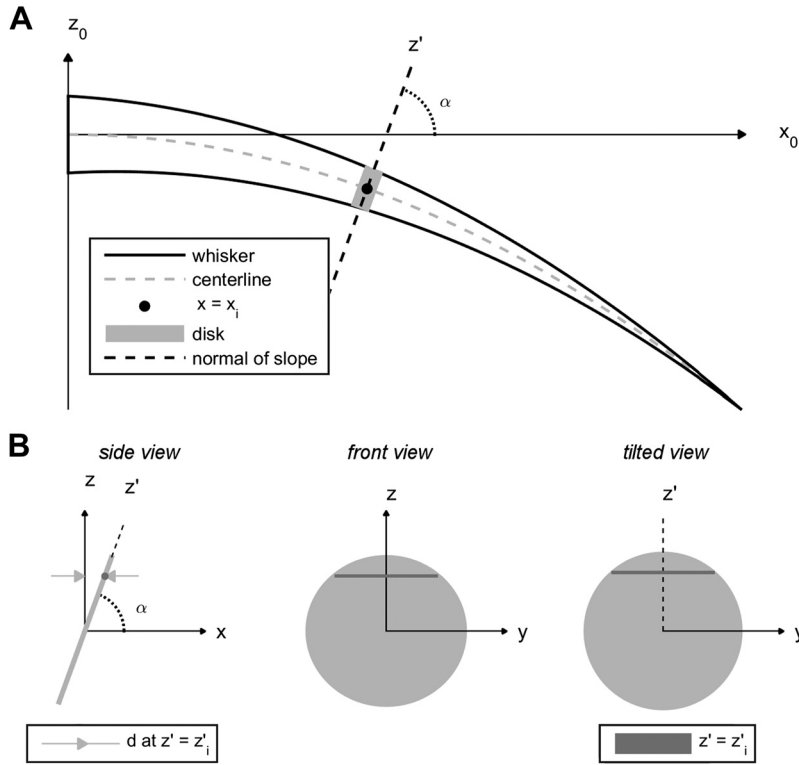 A
z0
z'
α
x0
whisker
centerline
x = xi
disk
normal of slope
B
side view
front view
tilted view
z
z'
z
z'
α
x
y
y
d at z' = z'i
z' = z'i